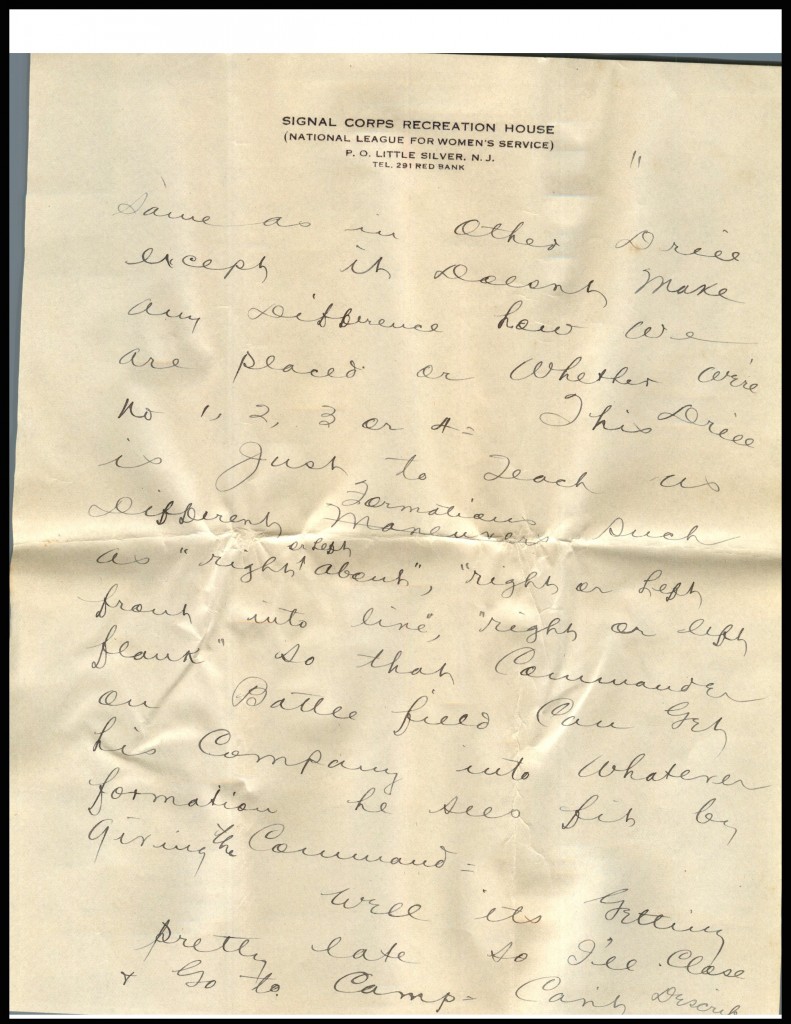 SIGNAL CORPS RECREATION HOUSE
(NATIONAL LEAGUE FOR WOMEN'S SERVICE)
P. O. LITTLE SILVER, N. J.
TEL. 291 RED BANK
"
Same as in Other Drill
except it Doesnt Make
any Difference how we
are placed or Whether we're
no 1, 2, 3 or 4= This Drill
is Just to Teach us
Different Formations Maneuvers such
as "right or left about", "right or Left
front into line", "right or left
flank" so that Commander
on Battle field Can Get
his Company into Whatever
formation he sees fit by
Giving the Command=
Well its Getting
pretty late so I'll Close
& Go to Camp= Can't Describ